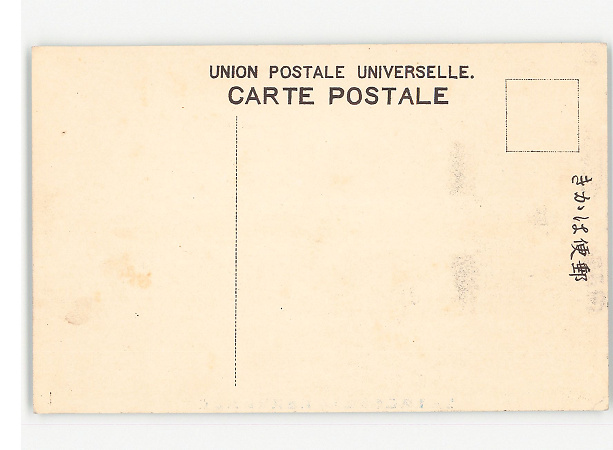 UNION POSTALE UNIVERSELLE.
CARTE POSTALE
郵便はかき